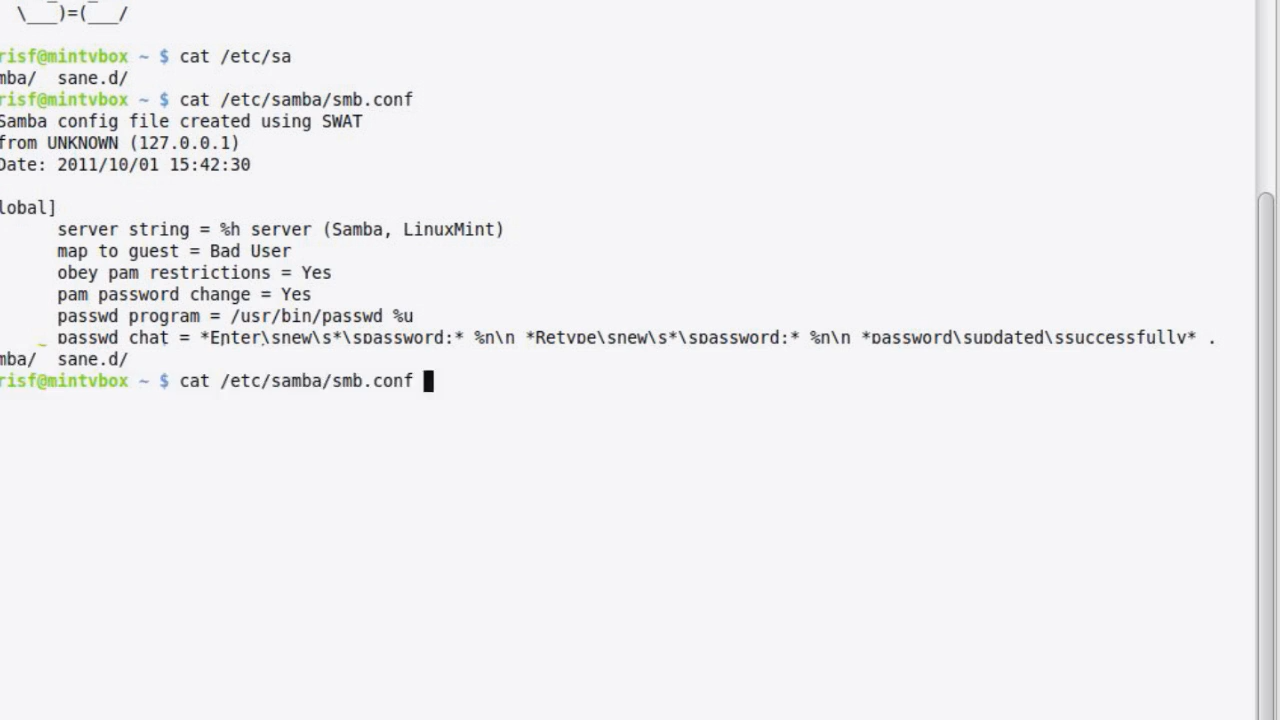 \___)=(___/
risf@mintvbox ~ $ cat /etc/sa
mba/  sane.d/
risf@mintvbox ~ $ cat /etc/samba/smb.conf
Samba config file created using SWAT
from UNKNOWN (127.0.0.1)
Date: 2011/10/01 15:42:30
lobal]
server string = %h server (Samba, LinuxMint)
map to guest = Bad User
obey pam restrictions = Yes
pam password change = Yes
passwd program = /usr/bin/passwd %u
passwd chat = *Enter\snew\s*\spassword:* %n\n *Retype\snew\s*\spassword:* %n\n *password\supdated\ssuccessfully* .
mba/  sane.d/
risf@mintvbox ~ $ cat /etc/samba/smb.conf